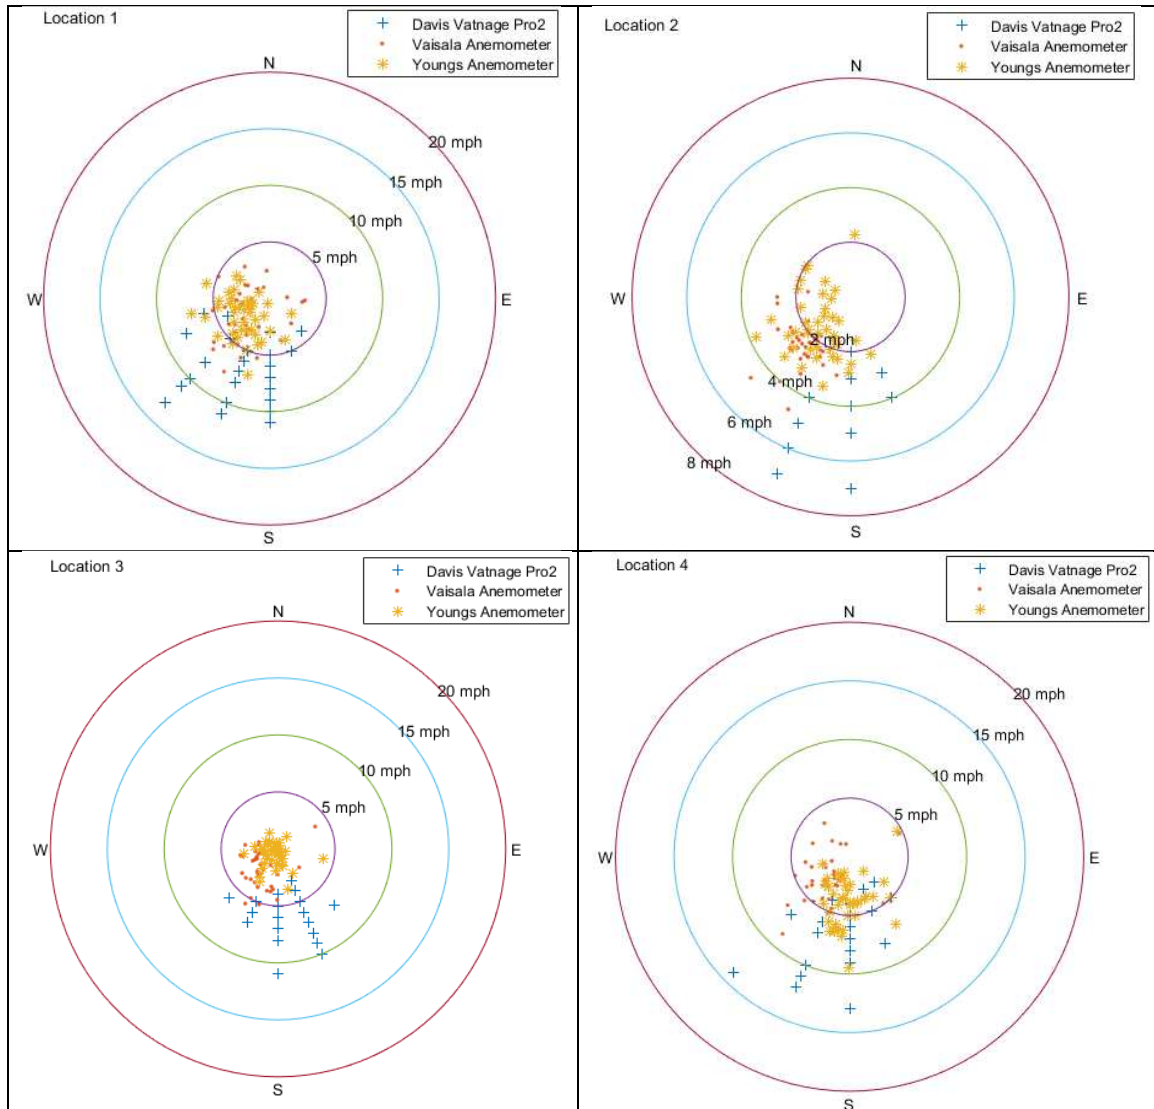 Location 1
Davis Vatnage Pro2
Vaisala Anemometer
Youngs Anemometer
N
20 mph
15 mph
10 mph
5 mph
W
E
S
Location 2
Davis Vatnage Pro2
Vaisala Anemometer
Youngs Anemometer
N
W
E
2 mph
4 mph
6 mph
8 mph
S
Location 3
Davis Vatnage Pro2
Vaisala Anemometer
Youngs Anemometer
N
20 mph
15 mph
10 mph
5 mph
W
E
S
Location 4
Davis Vatnage Pro2
Vaisala Anemometer
Youngs Anemometer
N
20 mph
15 mph
10 mph
5 mph
W
E
S